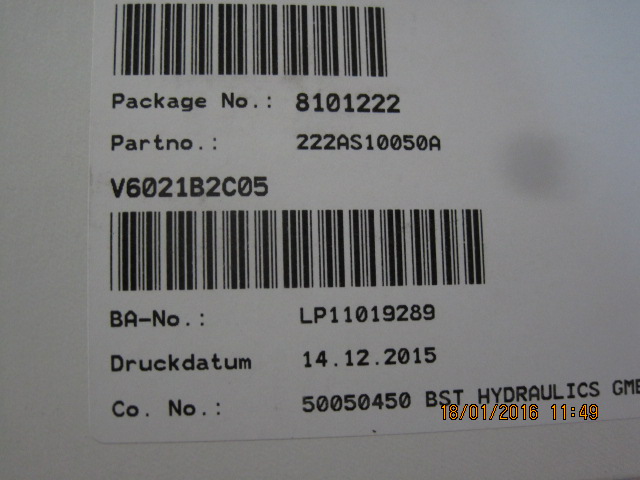 Package No.: 8101222
Partno.: 222AS10050A
V6021B2C05
BA-No.: LP11019289
Druckdatum 14.12.2015
Co. No.: 50050450 BST HYDRAULICS GMB
18/01/2016 11:49